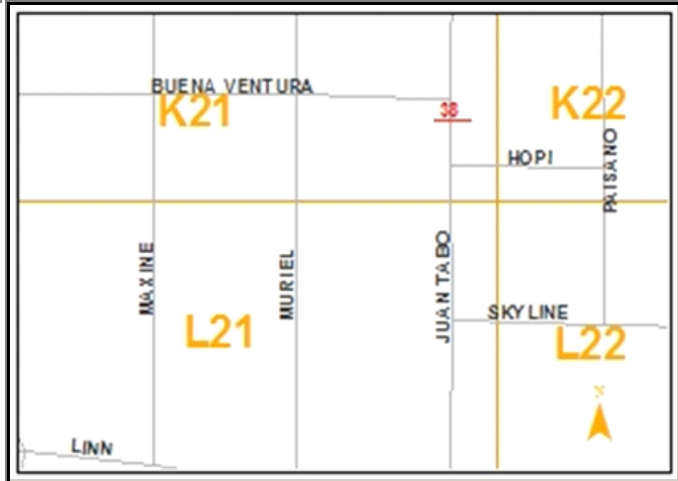 BUENA VENTURA
K21
38
K22
HOPI
PAISANO
MAXINE
MURIEL
JUAN TABO
SKYLINE
L21
L22
N
LINN